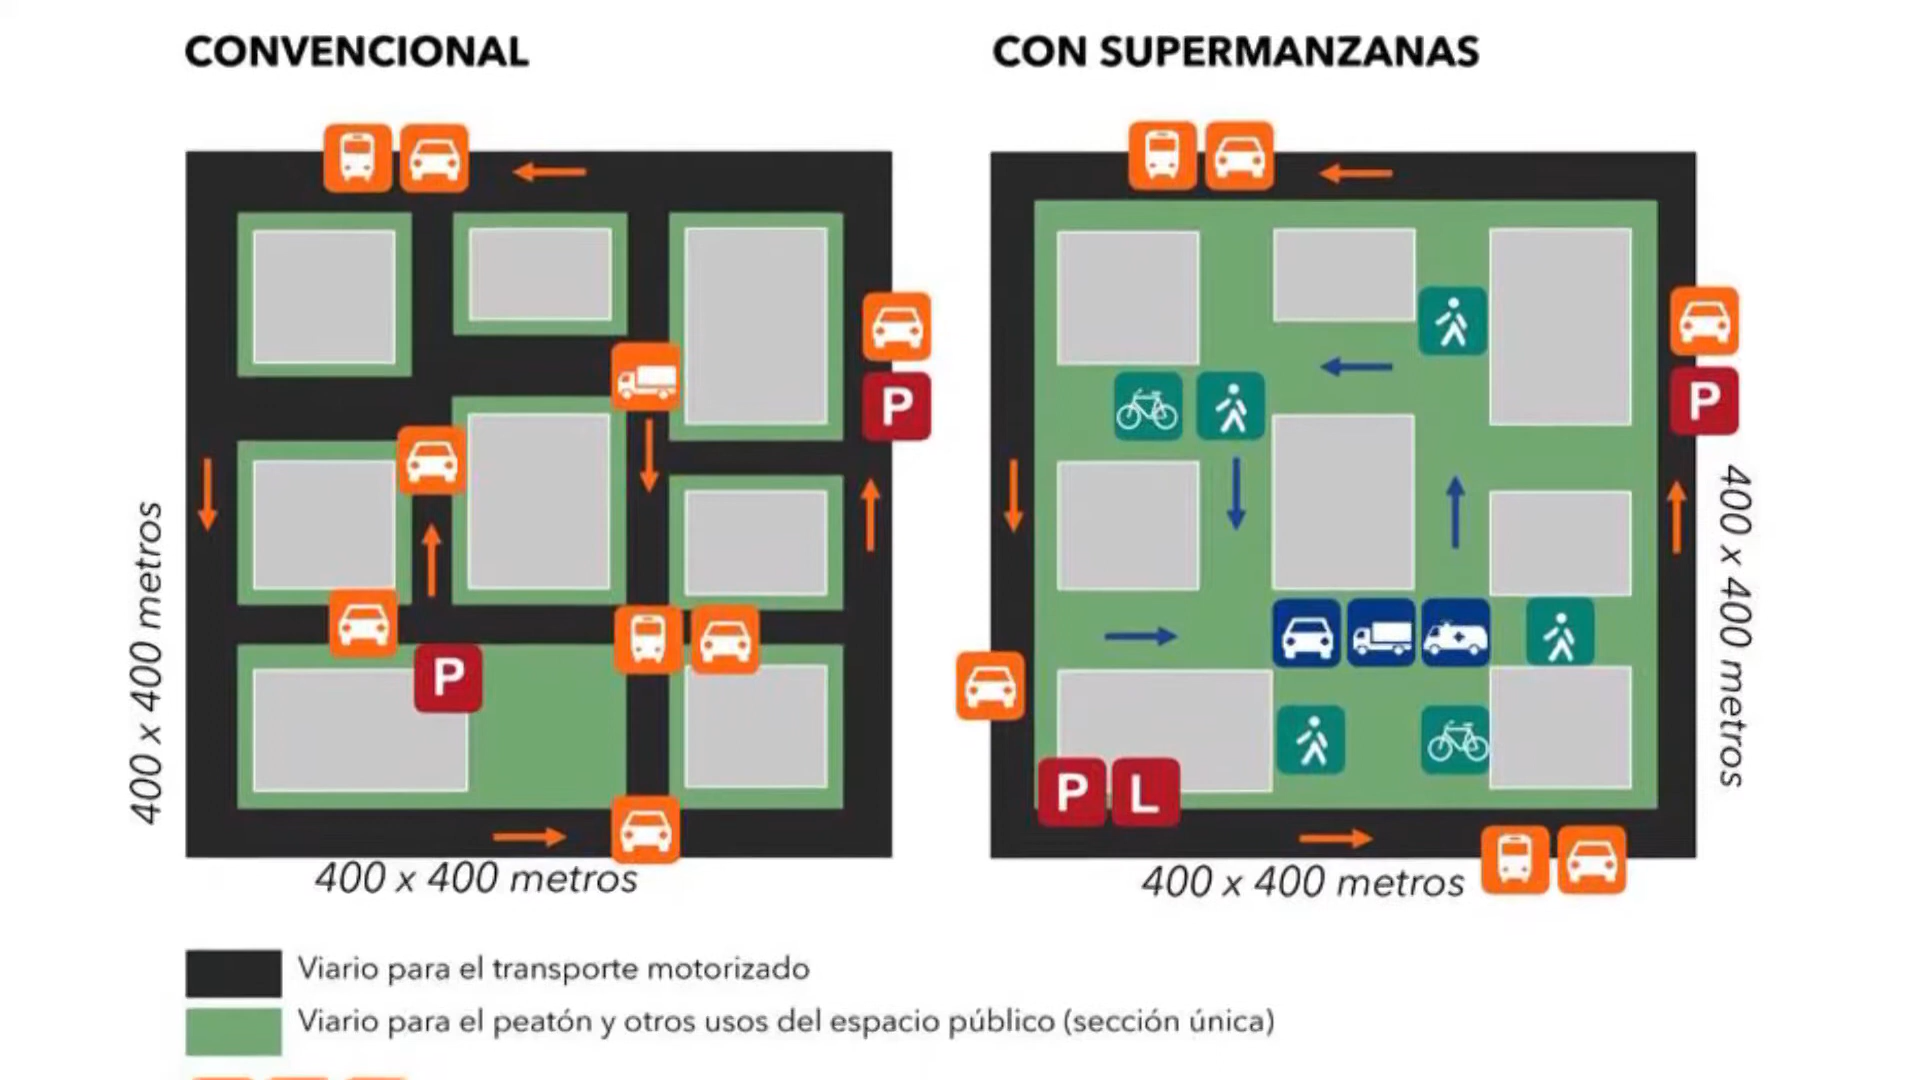 CONVENCIONAL
CON SUPERMANZANAS
P
P
400 x 400 metros
400 x 400 metros
P
P L
400 x 400 metros
400 x 400 metros
Viario para el transporte motorizado
Viario para el peatón y otros usos del espacio público (sección única)